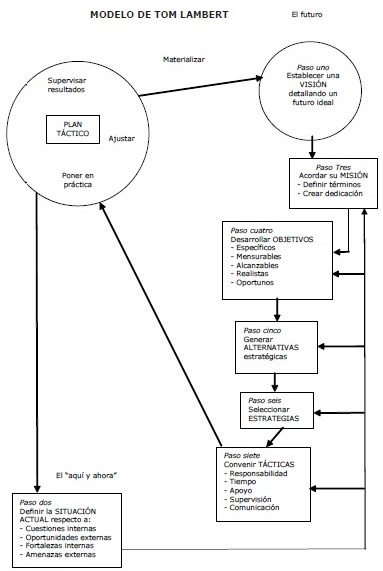 MODELO DE TOM LAMBERT
El futuro
Materializar
Supervisar
resultados
PLAN
TÁCTICO
Ajustar
Poner en
práctica
Paso uno
Establecer una
VISIÓN
detallando un
futuro ideal
Paso Tres
Acordar su MISIÓN
- Definir términos
- Crear dedicación
Paso cuatro
Desarrollar OBJETIVOS
- Específicos
- Mensurables
- Alcanzables
- Realistas
- Oportunos
Paso cinco
Generar
ALTERNATIVAS
estratégicas
Paso seis
Seleccionar
ESTRATEGIAS
Paso siete
Convenir TÁCTICAS
- Responsabilidad
- Tiempo
- Apoyo
- Supervisión
- Comunicación
El “aquí y ahora”
Paso dos
Definir la SITUACIÓN
ACTUAL respecto a:
- Cuestiones internas
- Oportunidades externas
- Fortalezas internas
- Amenazas externas